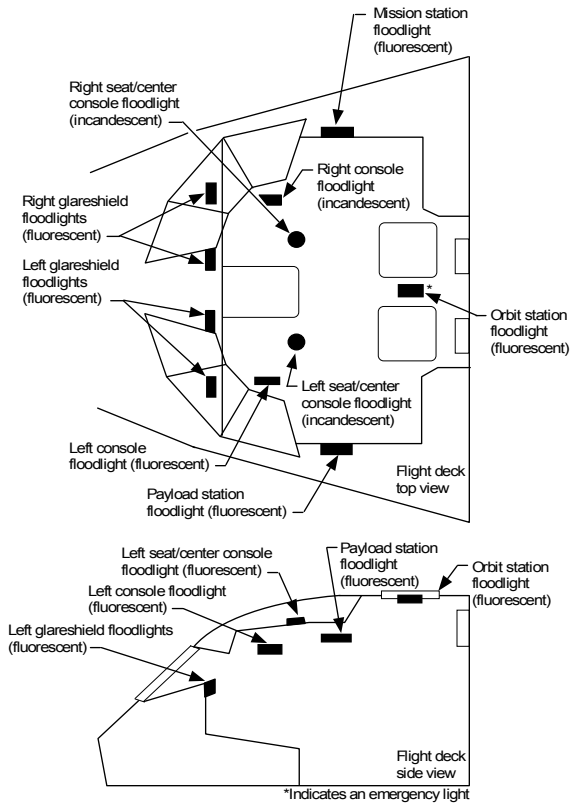 Mission station
floodlight
(fluorescent)
Right seat/center
console floodlight
(incandescent)
Right console
floodlight
(incandescent)
Right glareshield
floodlights
(fluorescent)
Left glareshield
floodlights
(fluorescent)
*
Orbit station
floodlight
(fluorescent)
Left seat/center
console floodlight
(incandescent)
Left console
floodlight (fluorescent)
Payload station
floodlight (fluorescent)
Flight deck
top view
Left seat/center console
floodlight (fluorescent)
Payload station
floodlight
(fluorescent)
Orbit station
floodlight
(fluorescent)
Left console floodlight
(fluorescent)
Left glareshield floodlights
(fluorescent)
Flight deck
side view
*Indicates an emergency light